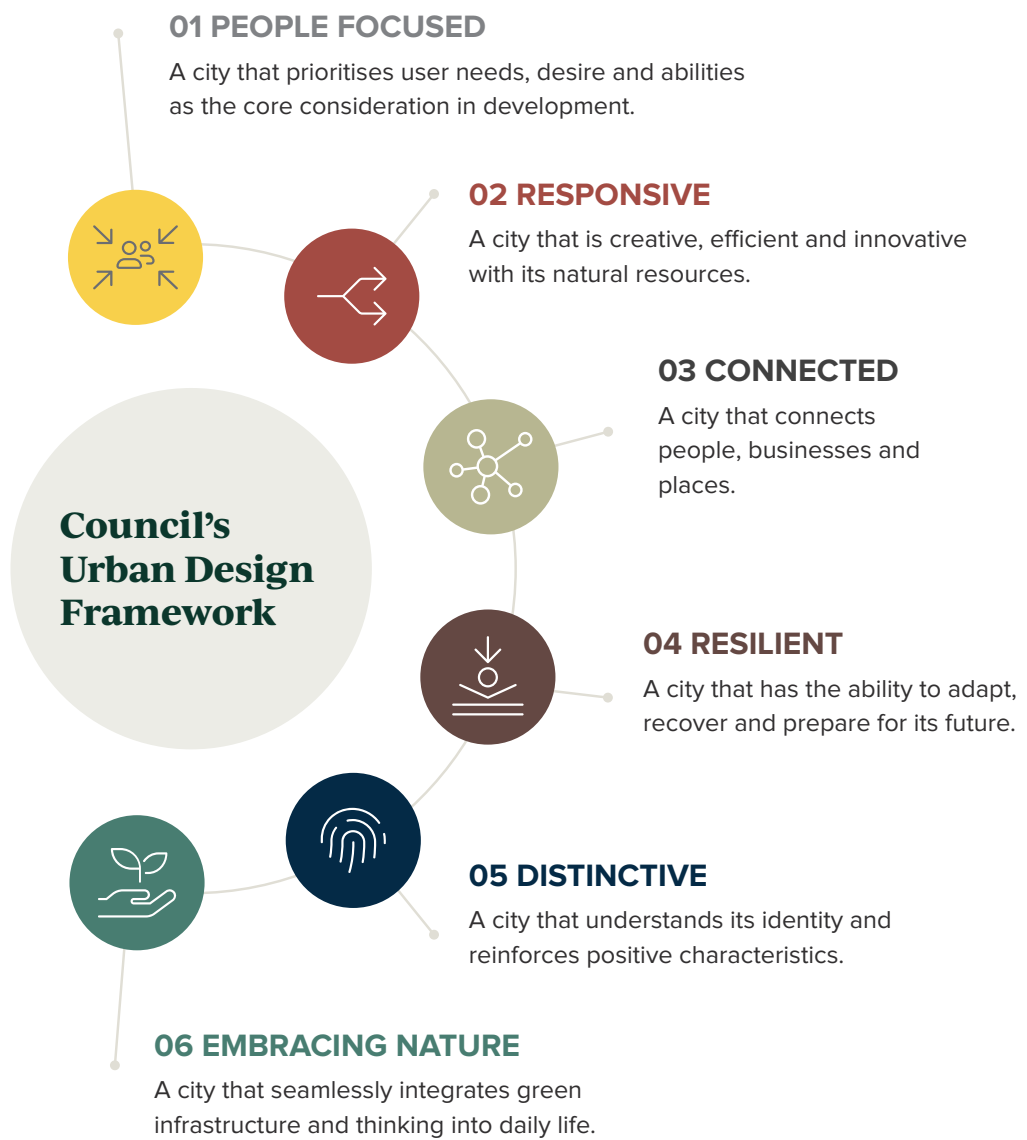 01 PEOPLE FOCUSED
A city that prioritises user needs, desire and abilities
as the core consideration in development.
02 RESPONSIVE
A city that is creative, efficient and innovative
with its natural resources.
03 CONNECTED
A city that connects
people, businesses and
places.
Council’s
Urban Design
Framework
04 RESILIENT
A city that has the ability to adapt,
recover and prepare for its future.
05 DISTINCTIVE
A city that understands its identity and
reinforces positive characteristics.
06 EMBRACING NATURE
A city that seamlessly integrates green
infrastructure and thinking into daily life.